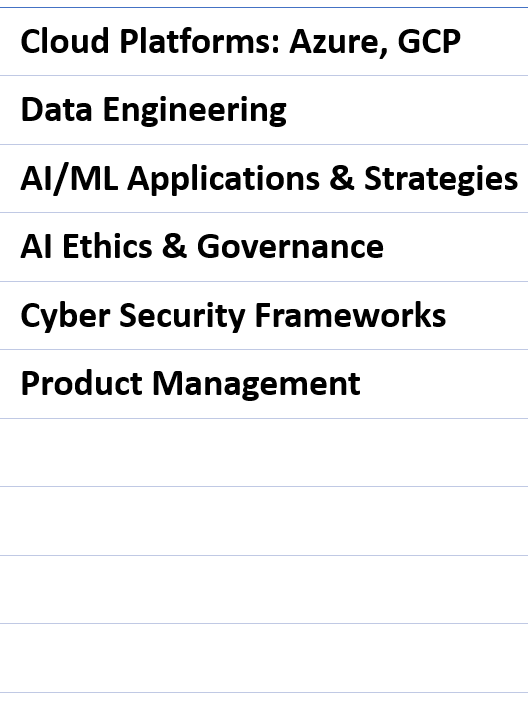 Cloud Platforms: Azure, GCP
Data Engineering
AI/ML Applications & Strategies
AI Ethics & Governance
Cyber Security Frameworks
Product Management